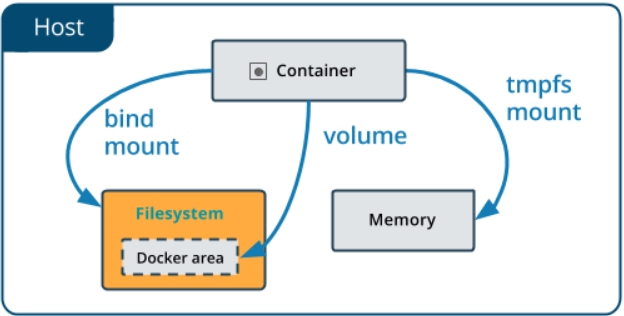 Host
Container
bind
mount
volume
tmpfs
mount
Filesystem
Docker area
Memory